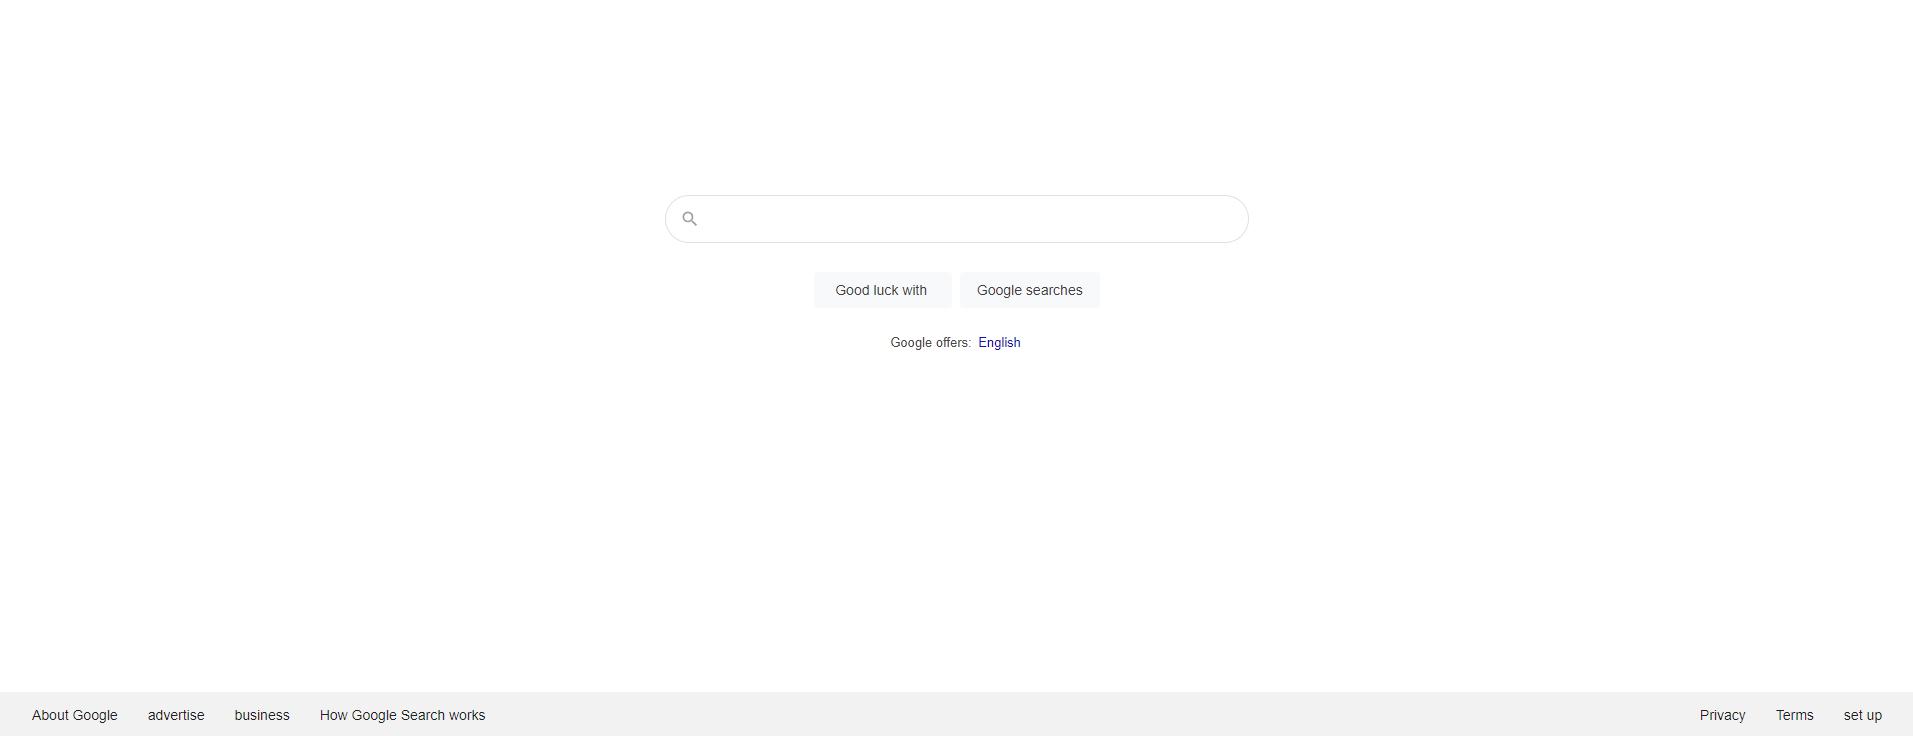 Good luck with
Google searches
Google offers: English
About Google
advertise
business
How Google Search works
Privacy
Terms
set up